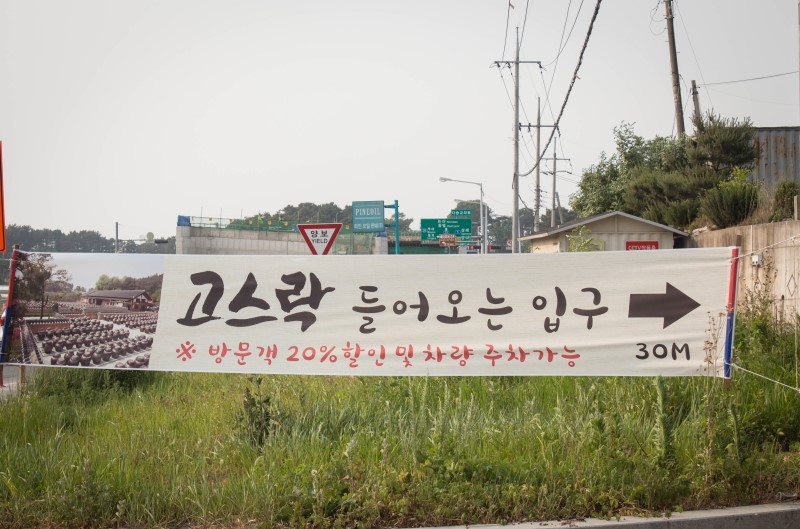 PINEOIL
양보
YIELD
고스락 들어오는 입구
※ 방문객 20%할인 및 차량 주차가능
30M